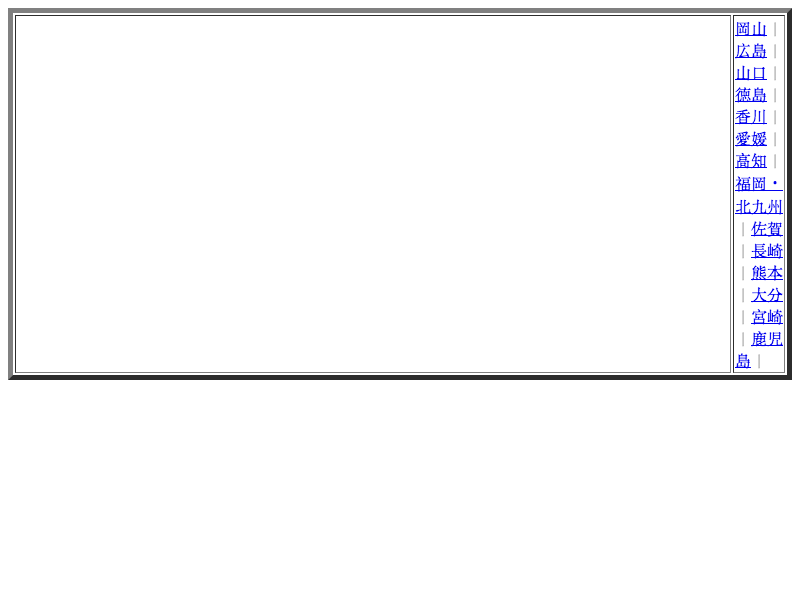 岡山｜
広島｜
山口｜
徳島｜
香川｜
愛媛｜
高知｜
福岡・
北九州
｜佐賀
｜長崎
｜熊本
｜大分
｜宮崎
｜鹿児
島｜